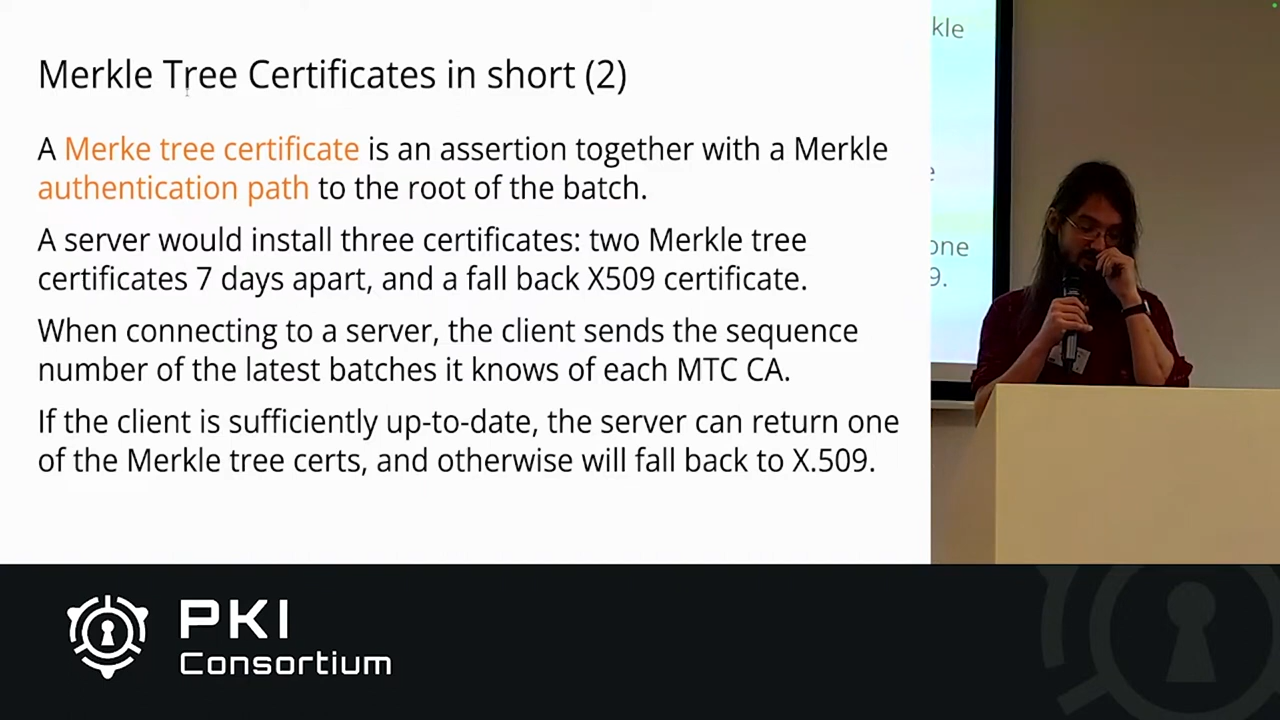 Merkle Tree Certificates in short (2)
A Merke tree certificate is an assertion together with a Merkle
authentication path to the root of the batch.
A server would install three certificates: two Merkle tree
certificates 7 days apart, and a fall back X509 certificate.
When connecting to a server, the client sends the sequence
number of the latest batches it knows of each MTC CA.
If the client is sufficiently up-to-date, the server can return one
of the Merkle tree certs, and otherwise will fall back to X.509.
kle
e
one
9.
PKI
Consortium